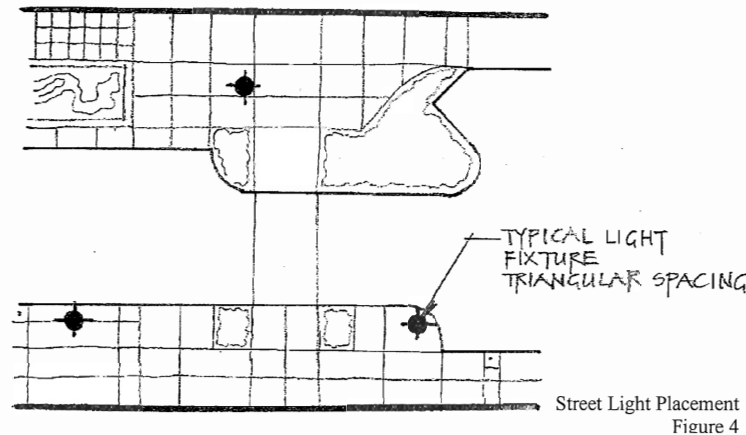 TYPICAL LIGHT
FIXTURE
TRIANGULAR SPACING
Street Light Placement
Figure 4